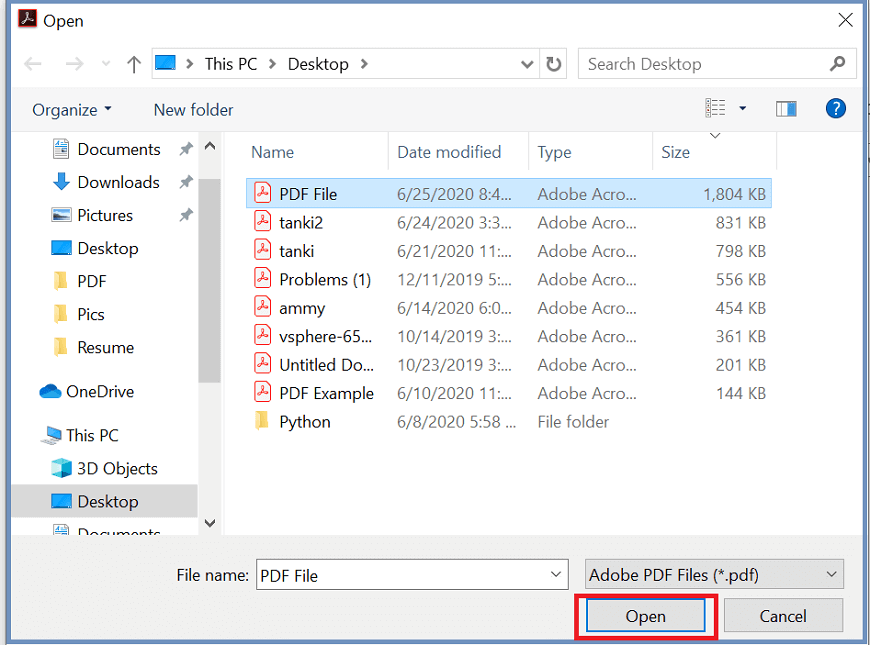 Open
This PC > Desktop >
Search Desktop
Organize
New folder
?
Documents
Downloads
Pictures
Desktop
PDF
Pics
Resume
OneDrive
This PC
3D Objects
Desktop
Documents
Name Date modified Type Size
PDF File 6/25/2020 8:4... Adobe Acro... 1,804 KB
tanki2 6/24/2020 3:3... Adobe Acro... 831 KB
tanki 6/21/2020 11:... Adobe Acro... 798 KB
Problems (1) 12/11/2019 5:... Adobe Acro... 556 KB
ammy 6/14/2020 6:0... Adobe Acro... 454 KB
vsphere-65... 10/14/2019 3:... Adobe Acro... 361 KB
Untitled Do... 10/23/2019 3:... Adobe Acro... 201 KB
PDF Example 6/10/2020 11:... Adobe Acro... 144 KB
Python 6/8/2020 5:58 ... File folder
File name: PDF File
Adobe PDF Files (*.pdf)
Open
Cancel